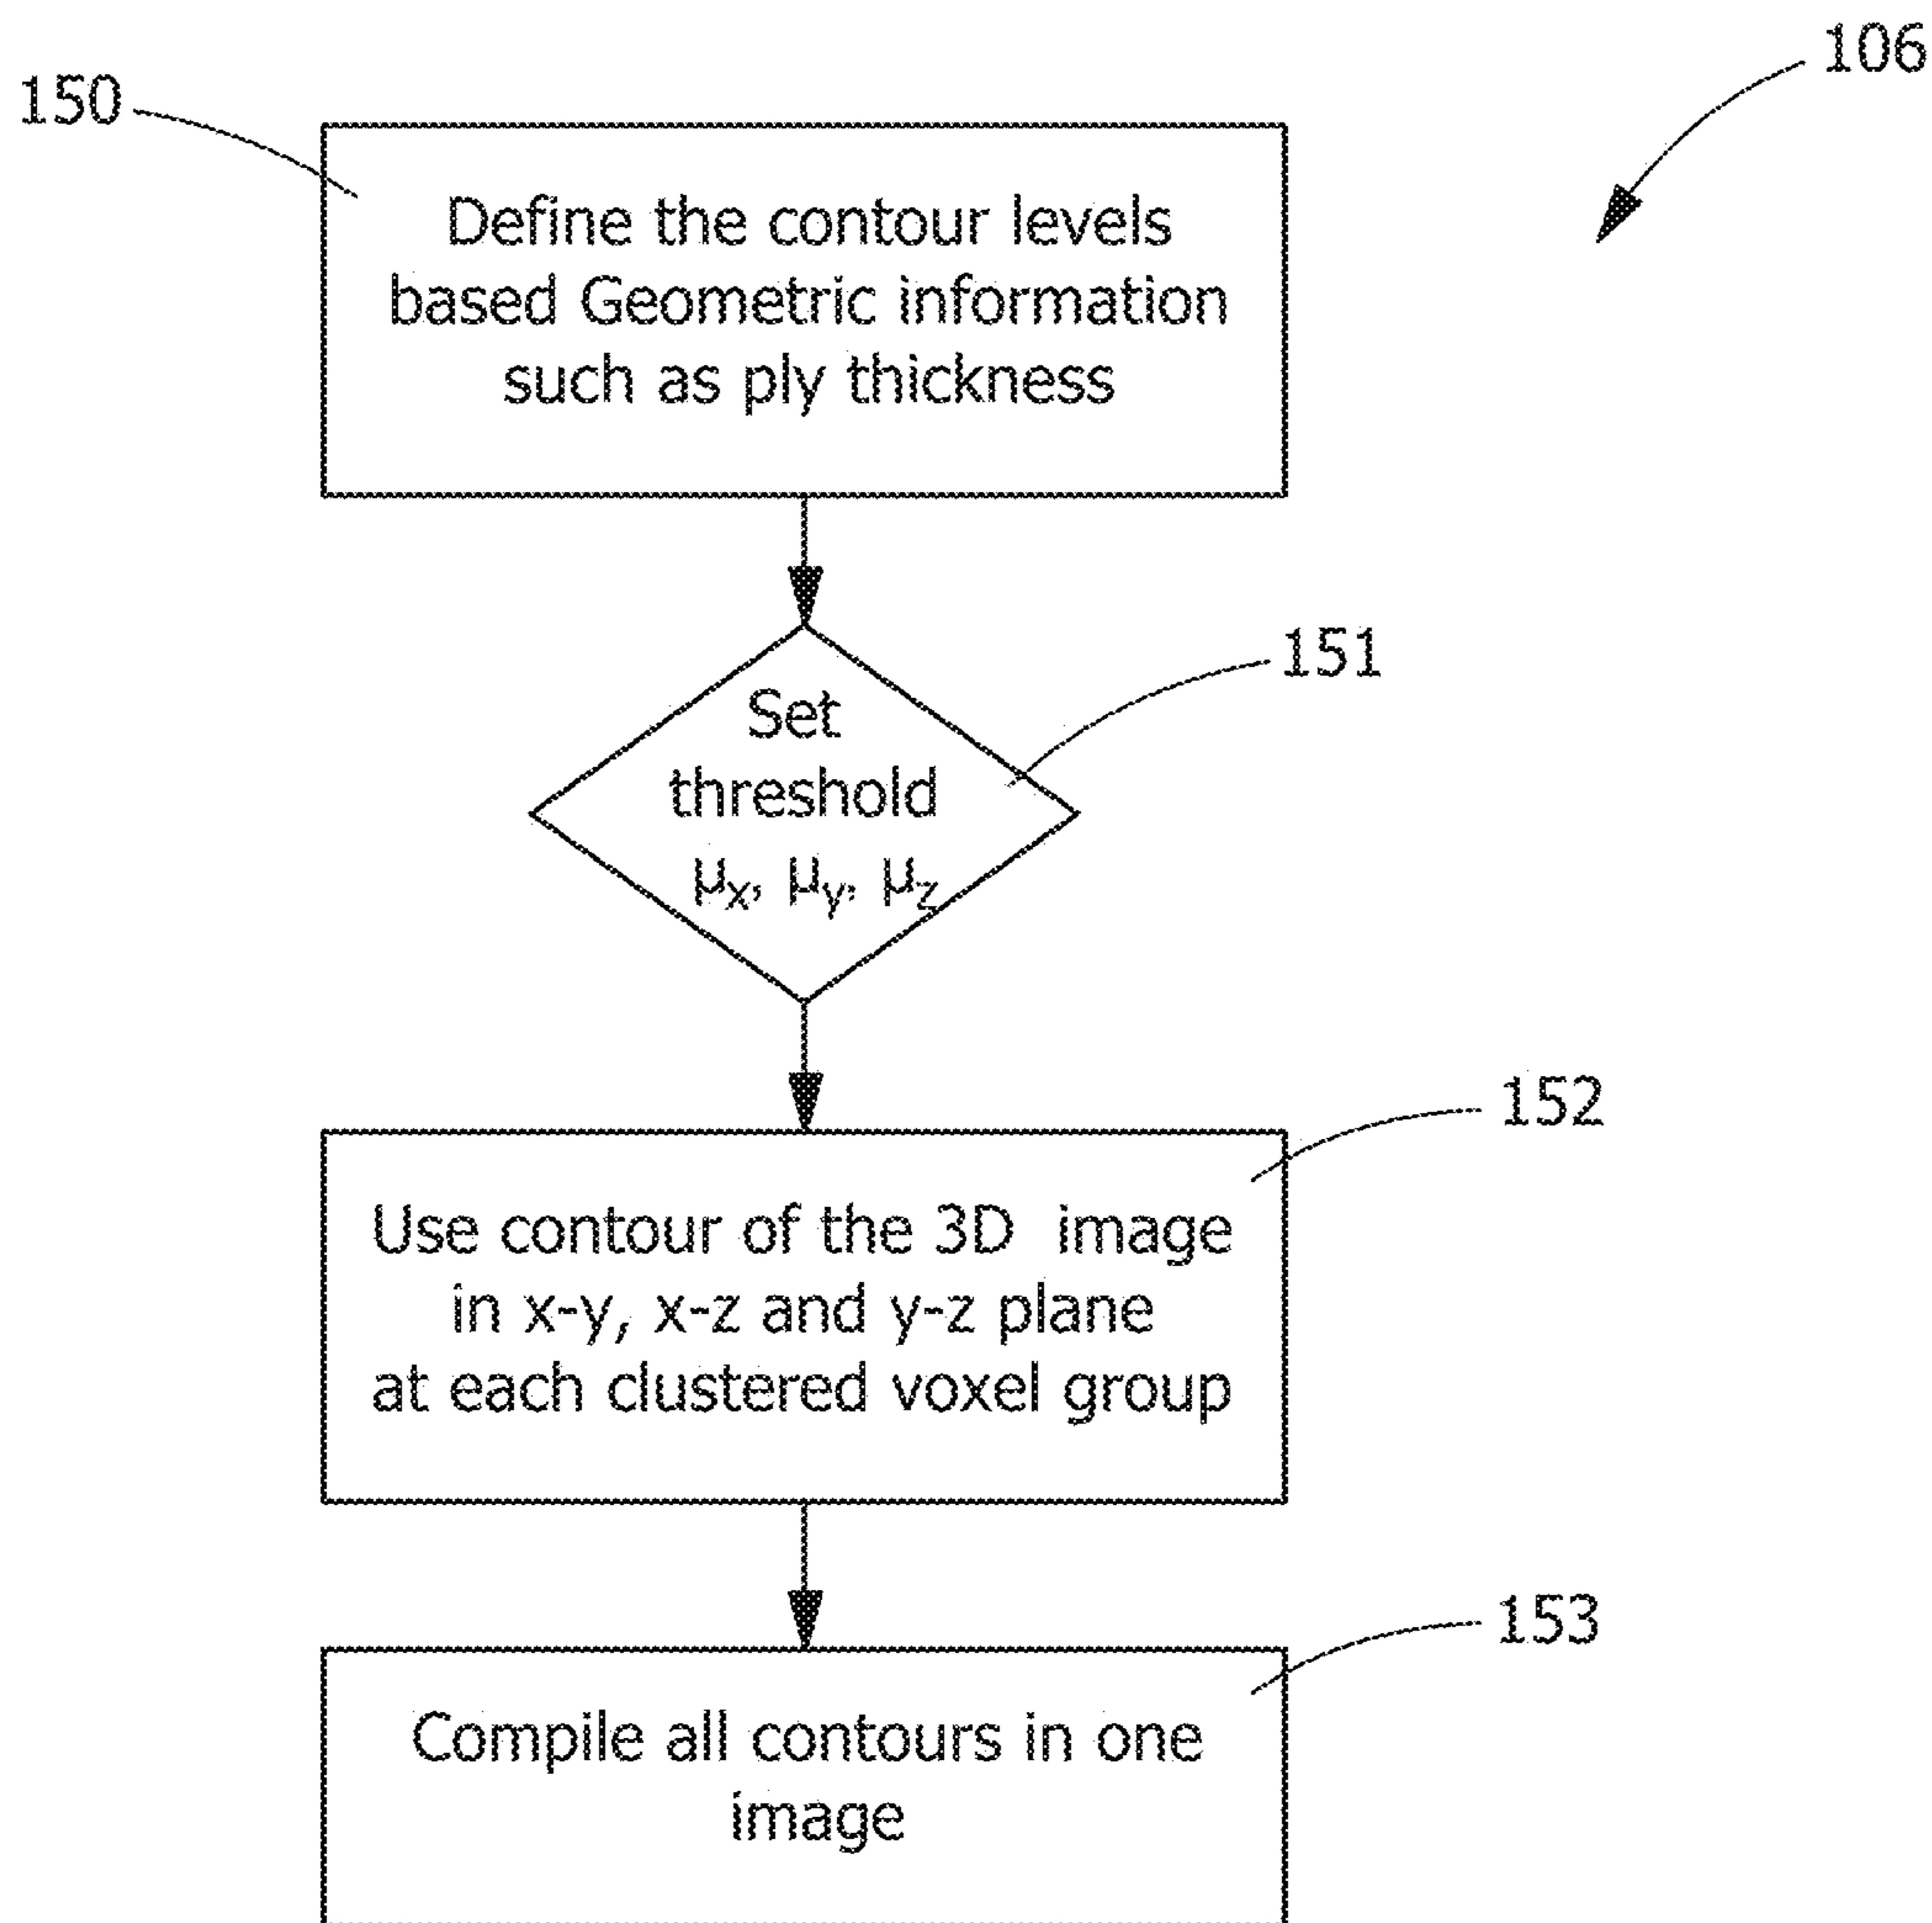 106
150
Define the contour levels
based Geometric information
such as ply thickness
151
Set
threshold
μx, μy, μz
152
Use contour of the 3D image
in x-y, x-z and y-z plane
at each clustered voxel group
153
Compile all contours in one
image